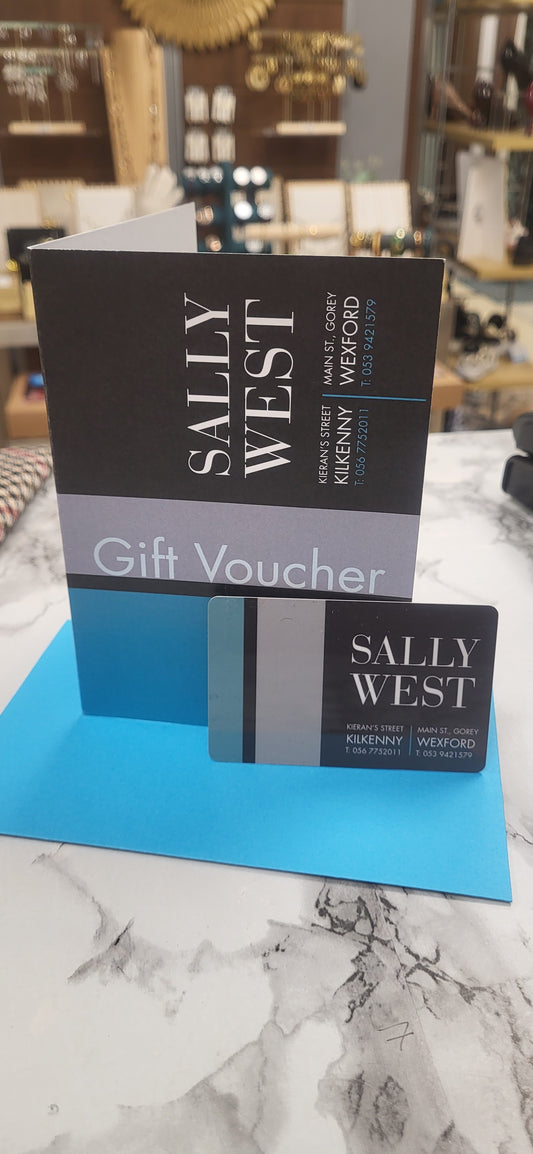 SALLY
WEST
KIERAN'S STREET
KILKENNY
T: 056 7752011
MAIN ST., GOREY
WEXFORD
T: 053 9421579
Gift Voucher
SALLY
WEST
KIERAN'S STREET
KILKENNY
T: 056 7752011
MAIN ST., GOREY
WEXFORD
T: 053 9421579